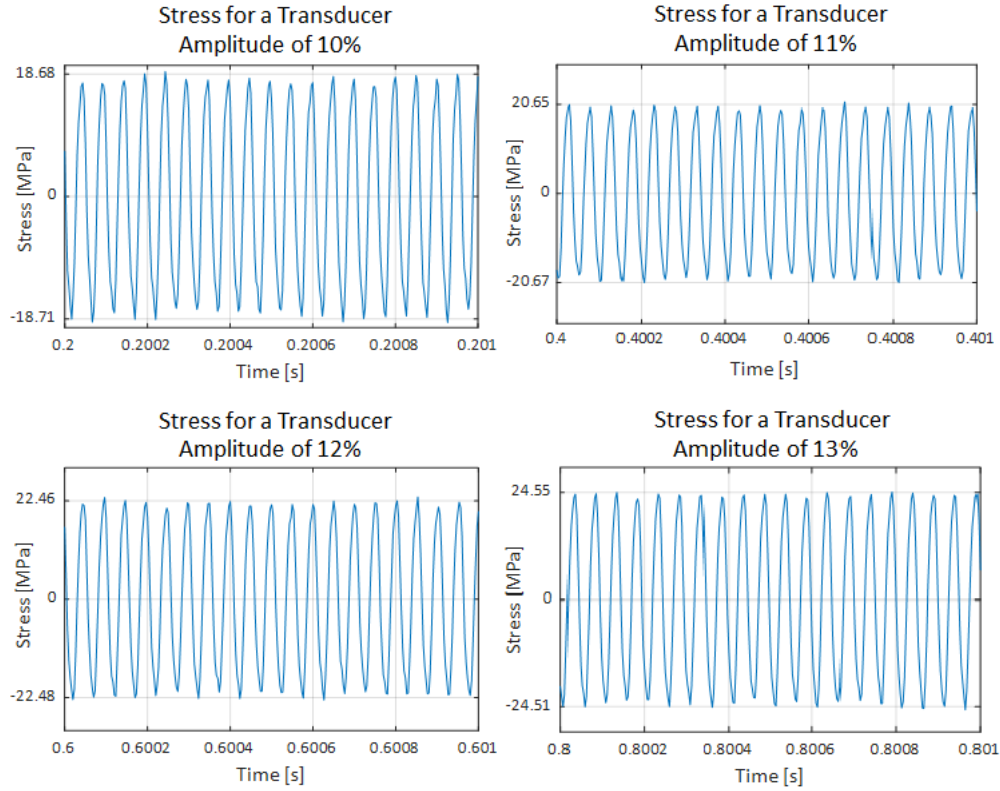 Stress for a Transducer
Amplitude of 10%
18.68
0
-18.71
Stress [MPa]
0.2
0.2002
0.2004
0.2006
0.2008
0.201
Time [s]
Stress for a Transducer
Amplitude of 11%
20.65
0
-20.67
Stress [MPa]
0.4
0.4002
0.4004
0.4006
0.4008
0.401
Time [s]
Stress for a Transducer
Amplitude of 12%
22.46
0
-22.48
Stress [MPa]
0.6
0.6002
0.6004
0.6006
0.6008
0.601
Time [s]
Stress for a Transducer
Amplitude of 13%
24.55
0
-24.51
Stress [MPa]
0.8
0.8002
0.8004
0.8006
0.8008
0.801
Time [s]